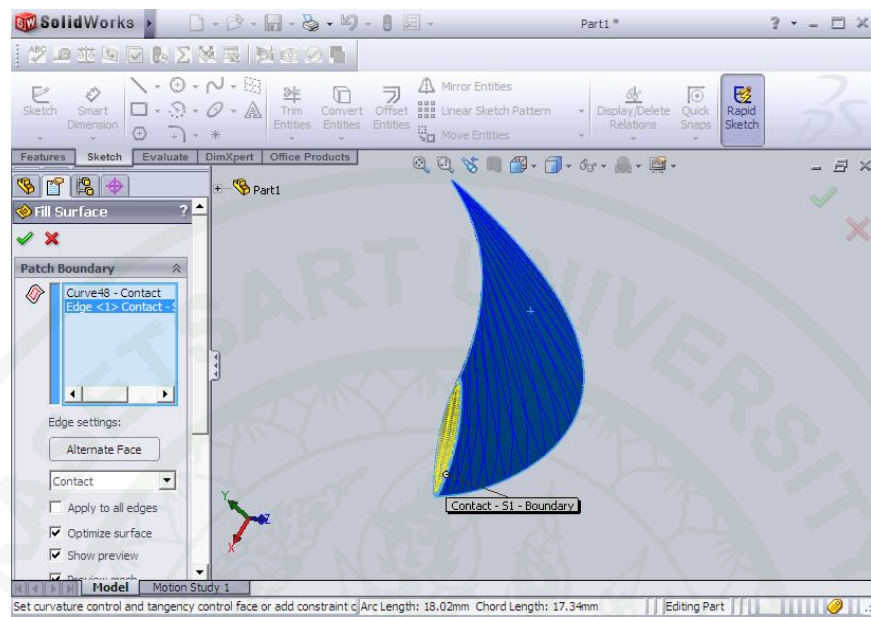 SolidWorks
Part1 *
Sketch
Smart Dimension
Trim Entities
Convert Entities
Offset Entities
Mirror Entities
Linear Sketch Pattern
Move Entities
Display/Delete Relations
Quick Snaps
Rapid Sketch
Features Sketch Evaluate DimXpert Office Products
Part1
Fill Surface ?
Patch Boundary
Curve48 - Contact
Edge <1> Contact - S
Edge settings:
Alternate Face
Contact
Apply to all edges
Optimize surface
Show preview
Preview mesh
Contact - S1 - Boundary
Y
Z
X
Model Motion Study 1
Set curvature control and tangency control face or add constraint c Arc Length: 18.02mm Chord Length: 17.34mm Editing Part